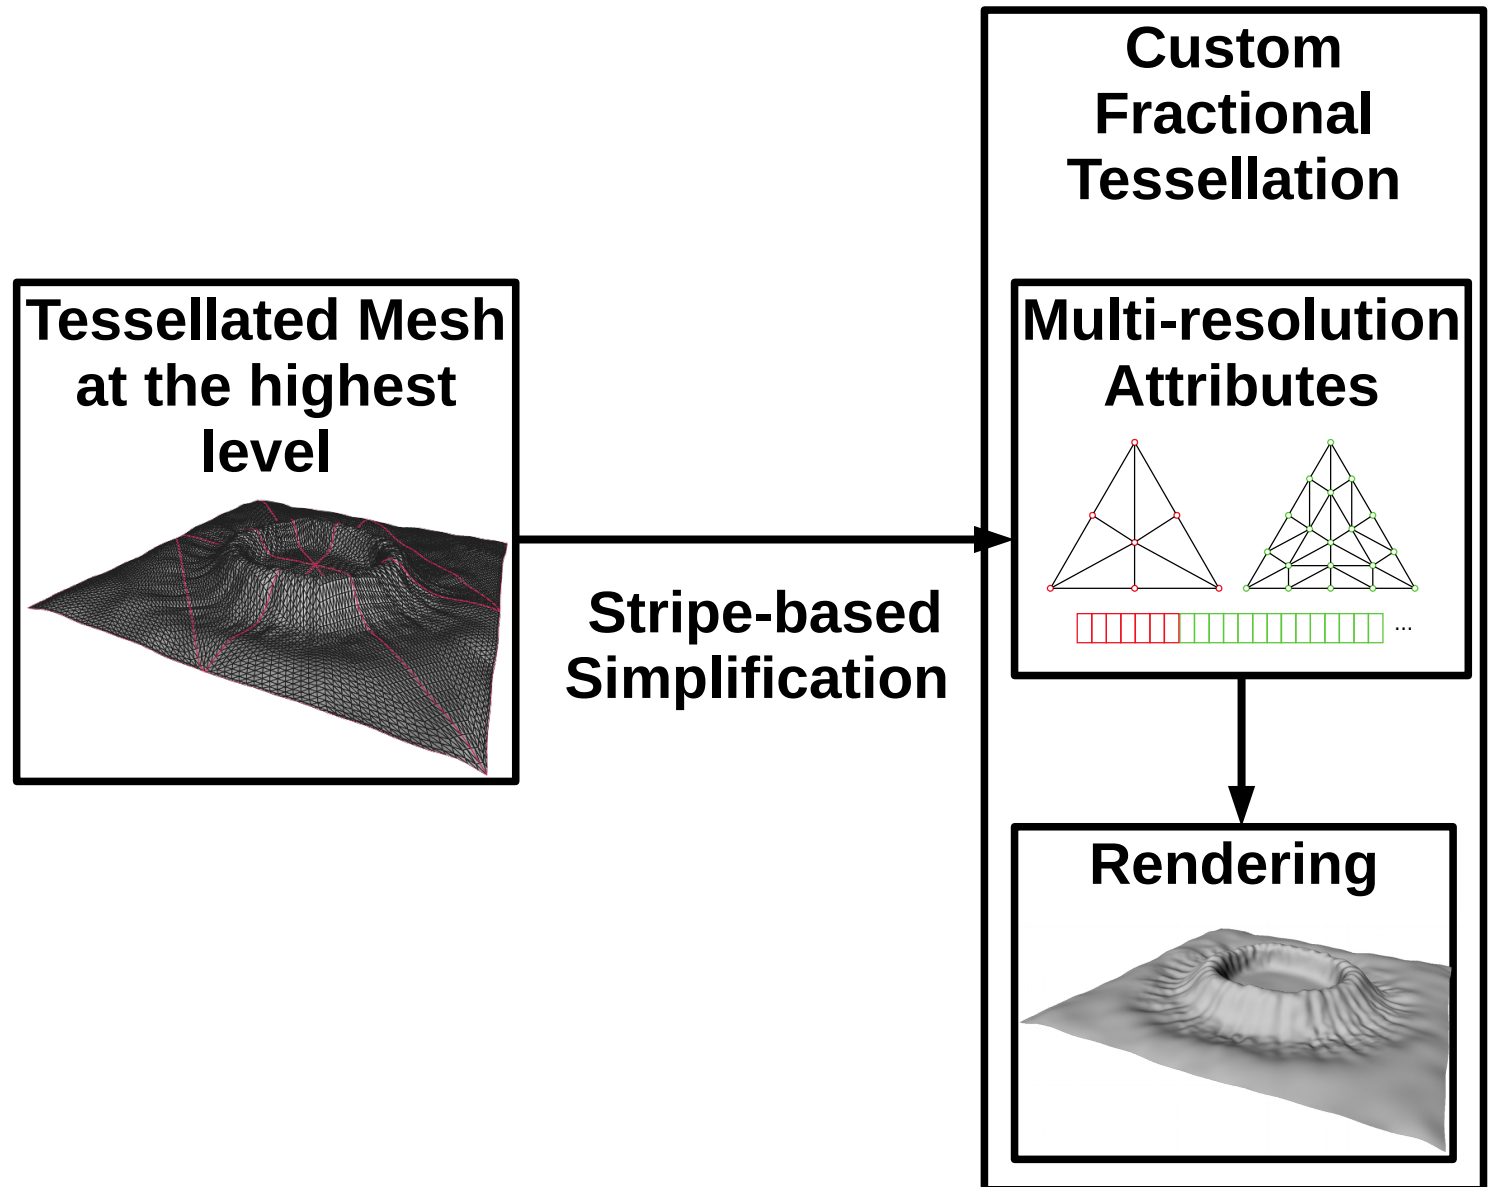 Custom
Fractional
Tessellation
Tessellated Mesh
at the highest
level
Multi-resolution
Attributes
...
Stripe-based
Simplification
Rendering